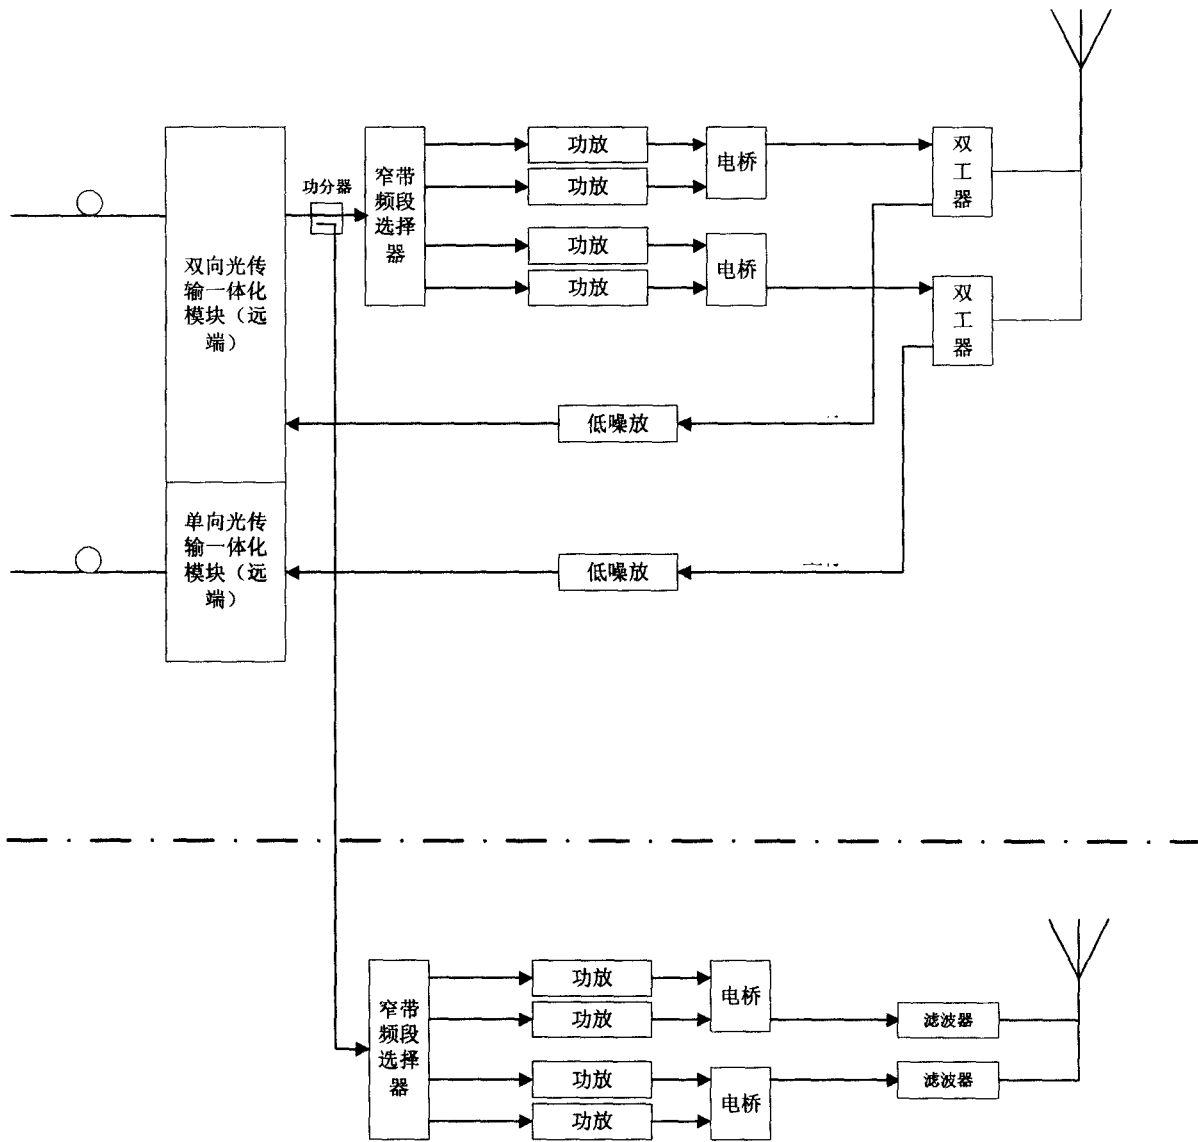 功放
功放
电桥
双
工
器
功分器
窄带
频段
选择
器
功放
功放
电桥
双向光传
输一体化
模块（远
端）
双
工
器
低噪放
单向光传
输一体化
模块（远
端）
低噪放
窄带
频段
选择
器
功放
功放
电桥
滤波器
功放
功放
电桥
滤波器